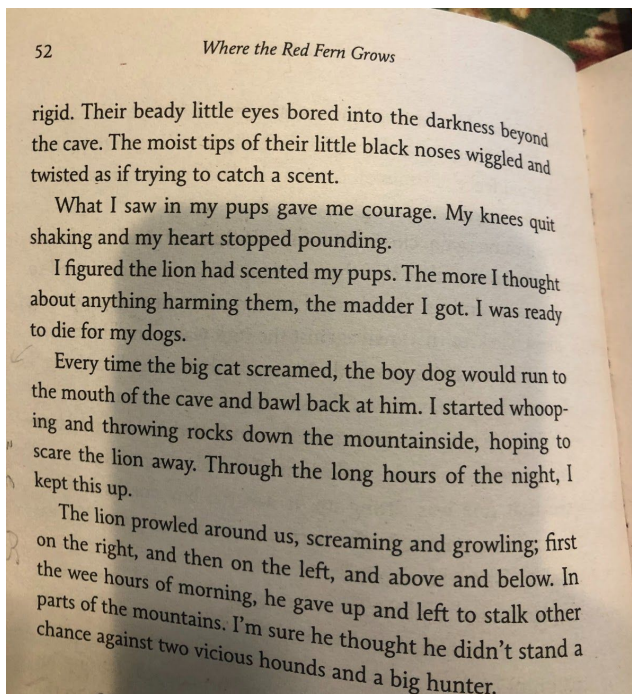 52
Where the Red Fern Grows
rigid. Their beady little eyes bored into the darkness beyond
the cave. The moist tips of their little black noses wiggled and
twisted as if trying to catch a scent.
What I saw in my pups gave me courage. My knees quit
shaking and my heart stopped pounding.
I figured the lion had scented my pups. The more I thought
about anything harming them, the madder I got. I was ready
to die for my dogs.
Every time the big cat screamed, the boy dog would run to
the mouth of the cave and bawl back at him. I started whoop-
ing and throwing rocks down the mountainside, hoping to
scare the lion away. Through the long hours of the night, I
kept this up.
The lion prowled around us, screaming and growling; first
on the right, and then on the left, and above and below. In
the wee hours of morning, he gave up and left to stalk other
parts of the mountains. I'm sure he thought he didn't stand a
chance against two vicious hounds and a big hunter.